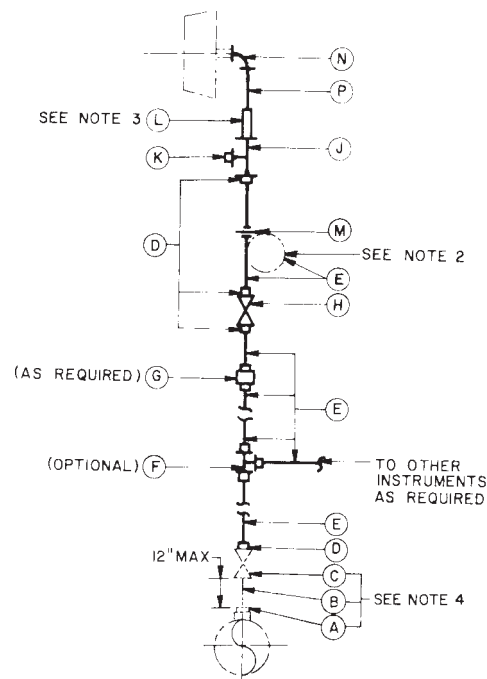 N
P
SEE NOTE 3 L
J
K
D
M
SEE NOTE 2
E
H
(AS REQUIRED) G
E
(OPTIONAL) F
TO OTHER
INSTRUMENTS
AS REQUIRED
E
D
12" MAX
C
B
SEE NOTE 4
A